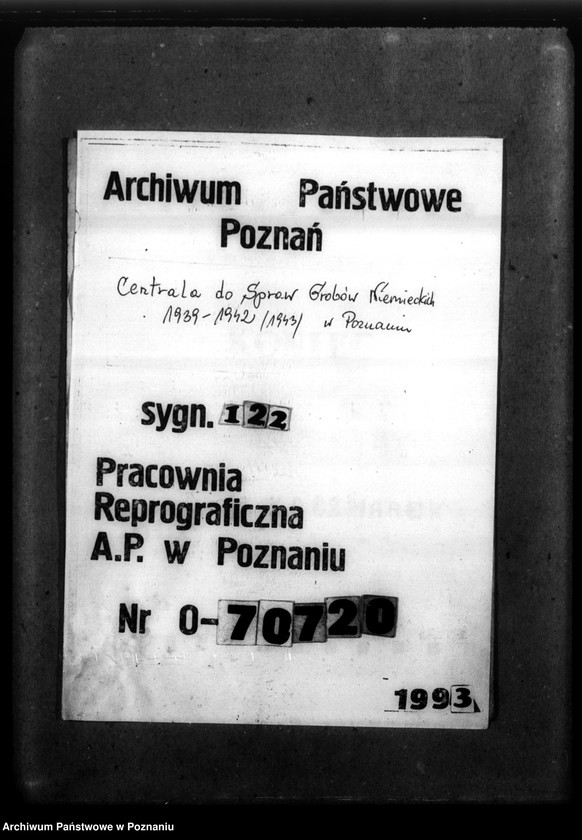 Archiwum Państwowe
Poznań
Centrala do Spraw Grobów Niemieckich
1939-1942 /1943/ w Poznaniu
sygn. 122
Pracownia
Reprograficzna
A.P. w Poznaniu
Nr 0-70720
1993
Archiwum Państwowe w Poznaniu